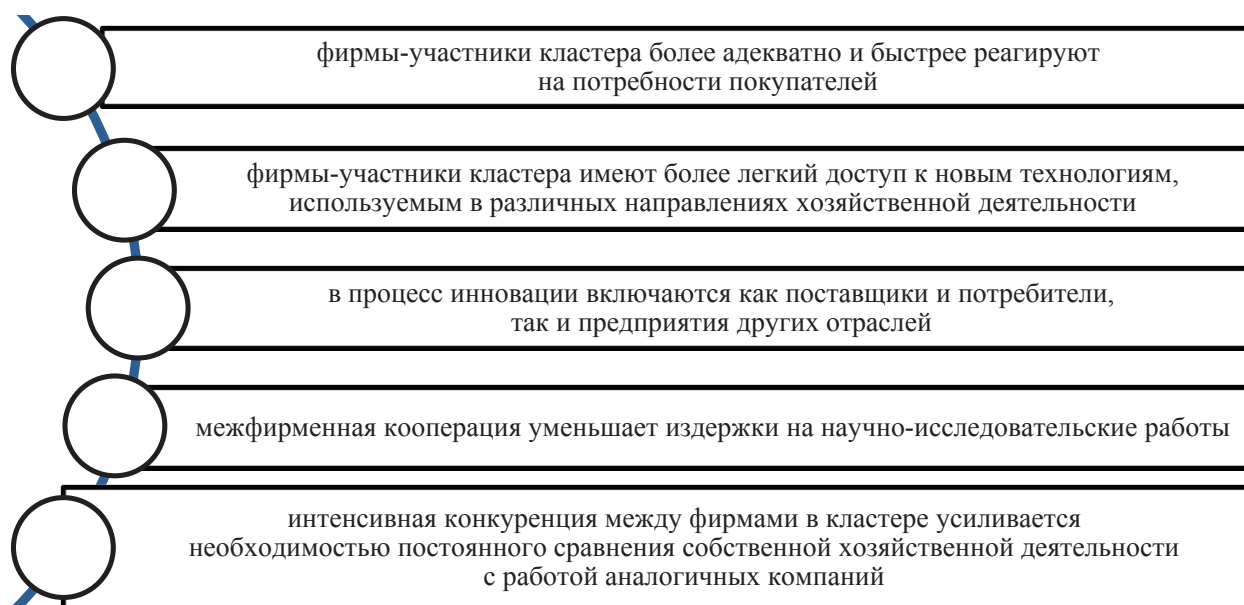 фирмы-участники кластера более адекватно и быстрее реагируют
на потребности покупателей
фирмы-участники кластера имеют более легкий доступ к новым технологиям,
используемым в различных направлениях хозяйственной деятельности
в процесс инновации включаются как поставщики и потребители,
так и предприятия других отраслей
межфирменная кооперация уменьшает издержки на научно-исследовательские работы
интенсивная конкуренция между фирмами в кластере усиливается
необходимостью постоянного сравнения собственной хозяйственной деятельности
с работой аналогичных компаний